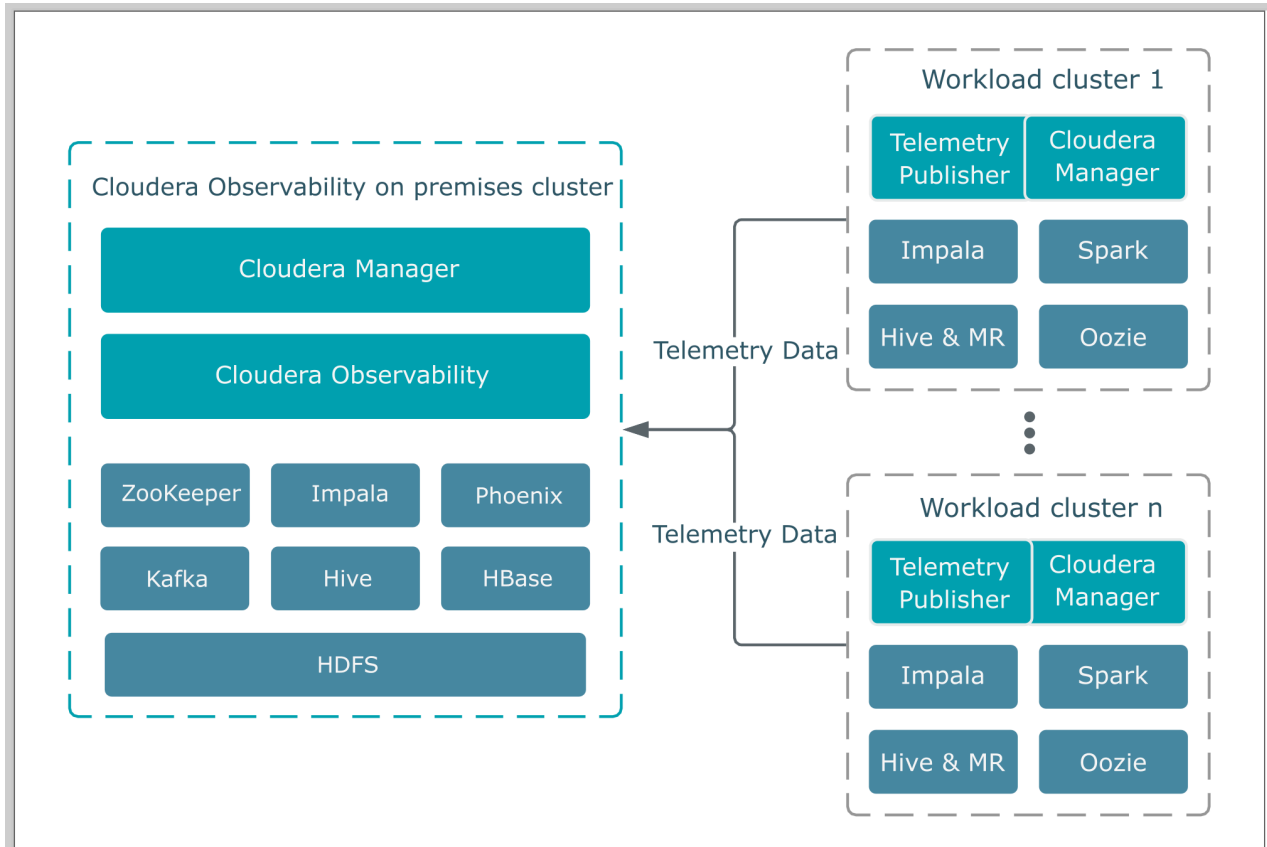 Cloudera Observability on premises cluster
Cloudera Manager
Cloudera Observability
ZooKeeper
Impala
Phoenix
Kafka
Hive
HBase
HDFS
Telemetry Data
Telemetry Data
Workload cluster 1
Telemetry
Publisher
Cloudera
Manager
Impala
Spark
Hive & MR
Oozie
Workload cluster n
Telemetry
Publisher
Cloudera
Manager
Impala
Spark
Hive & MR
Oozie